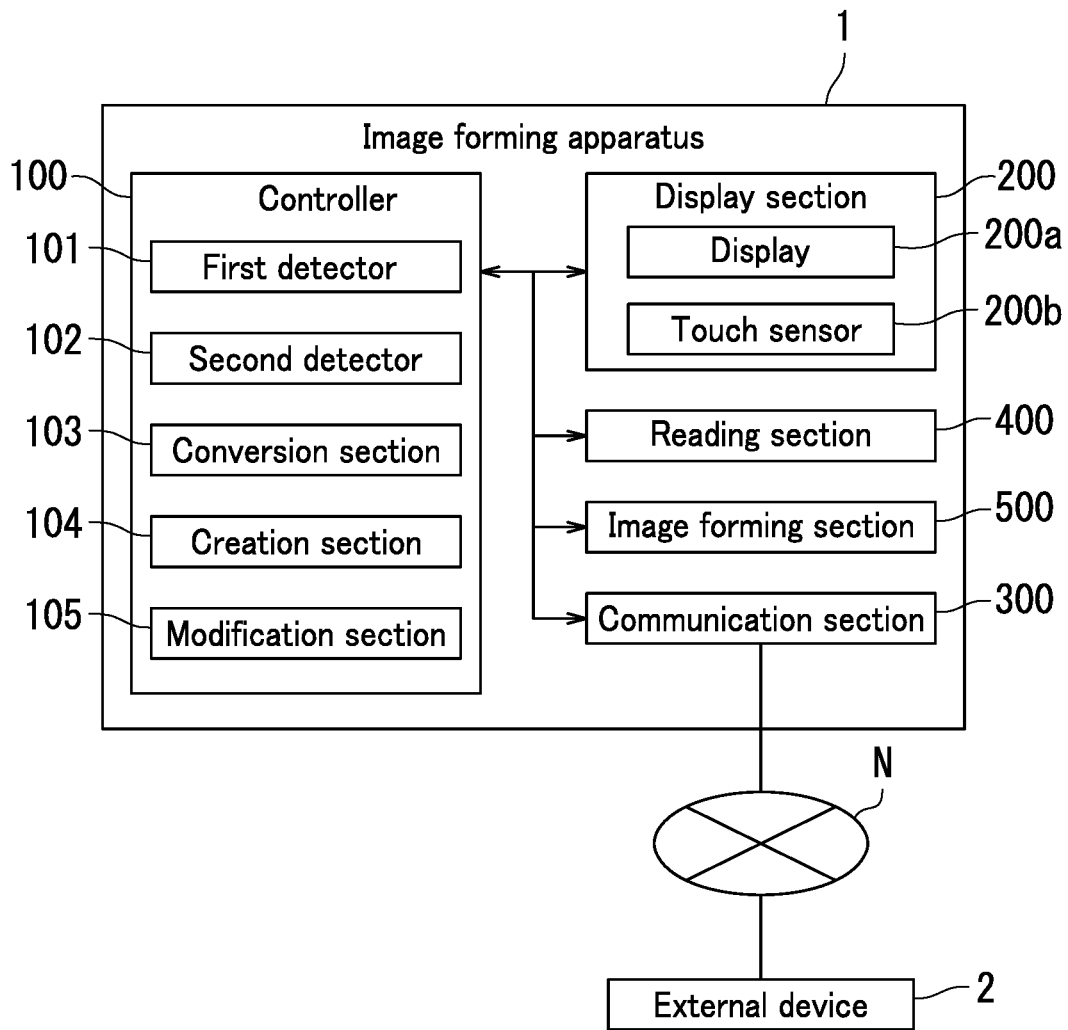 1
Image forming apparatus
100
Controller
101
First detector
102
Second detector
103
Conversion section
104
Creation section
105
Modification section
200
Display section
200a
Display
200b
Touch sensor
400
Reading section
500
Image forming section
300
Communication section
N
2
External device